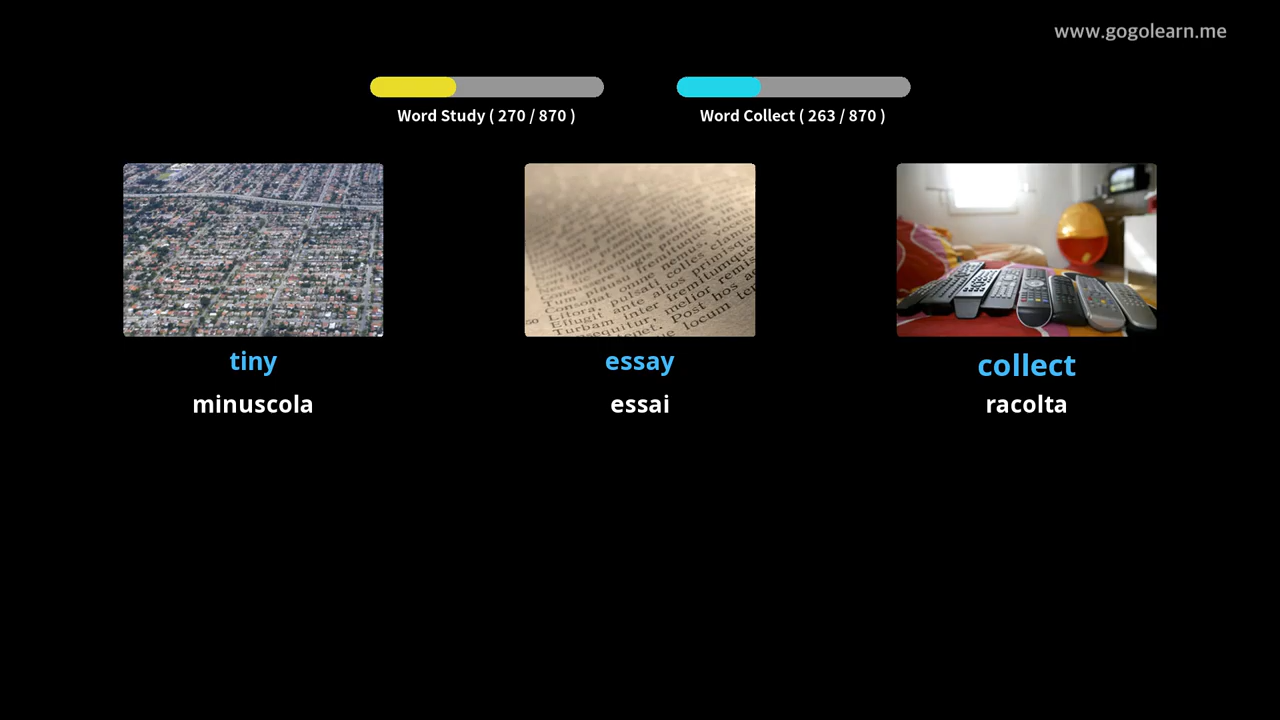 www.gogolearn.me
Word Study ( 270 / 870 )
Word Collect ( 263 / 870 )
tiny
essay
collect
minuscola
essai
racolta